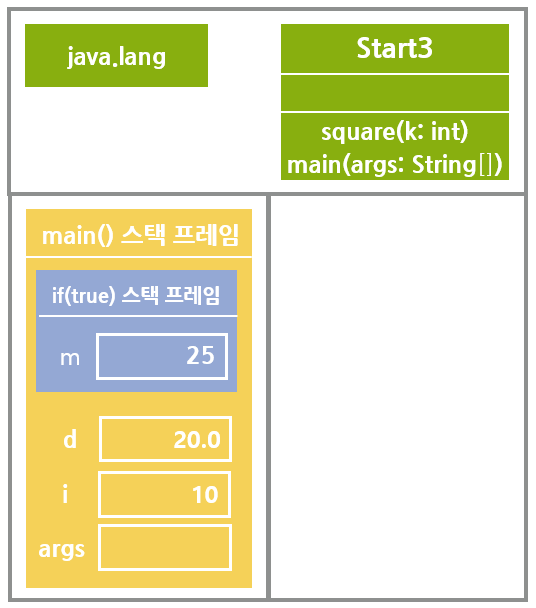 java.lang
Start3
square(k: int)
main(args: String[])
main() 스택 프레임
if(true) 스택 프레임
m 25
d 20.0
i 10
args